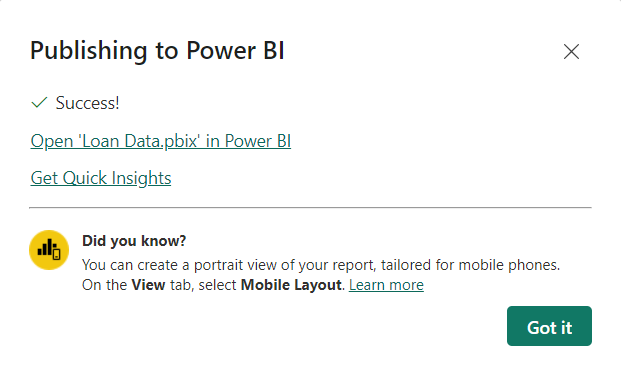 Publishing to Power BI
Success!
Open 'Loan Data.pbix' in Power BI
Get Quick Insights
Did you know?
You can create a portrait view of your report, tailored for mobile phones.
On the View tab, select Mobile Layout. Learn more
Got it